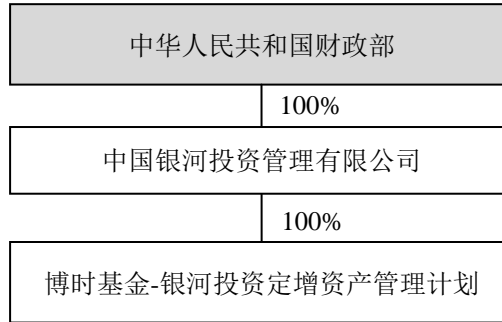 中华人民共和国财政部
100%
中国银河投资管理有限公司
100%
博时基金-银河投资定增资产管理计划